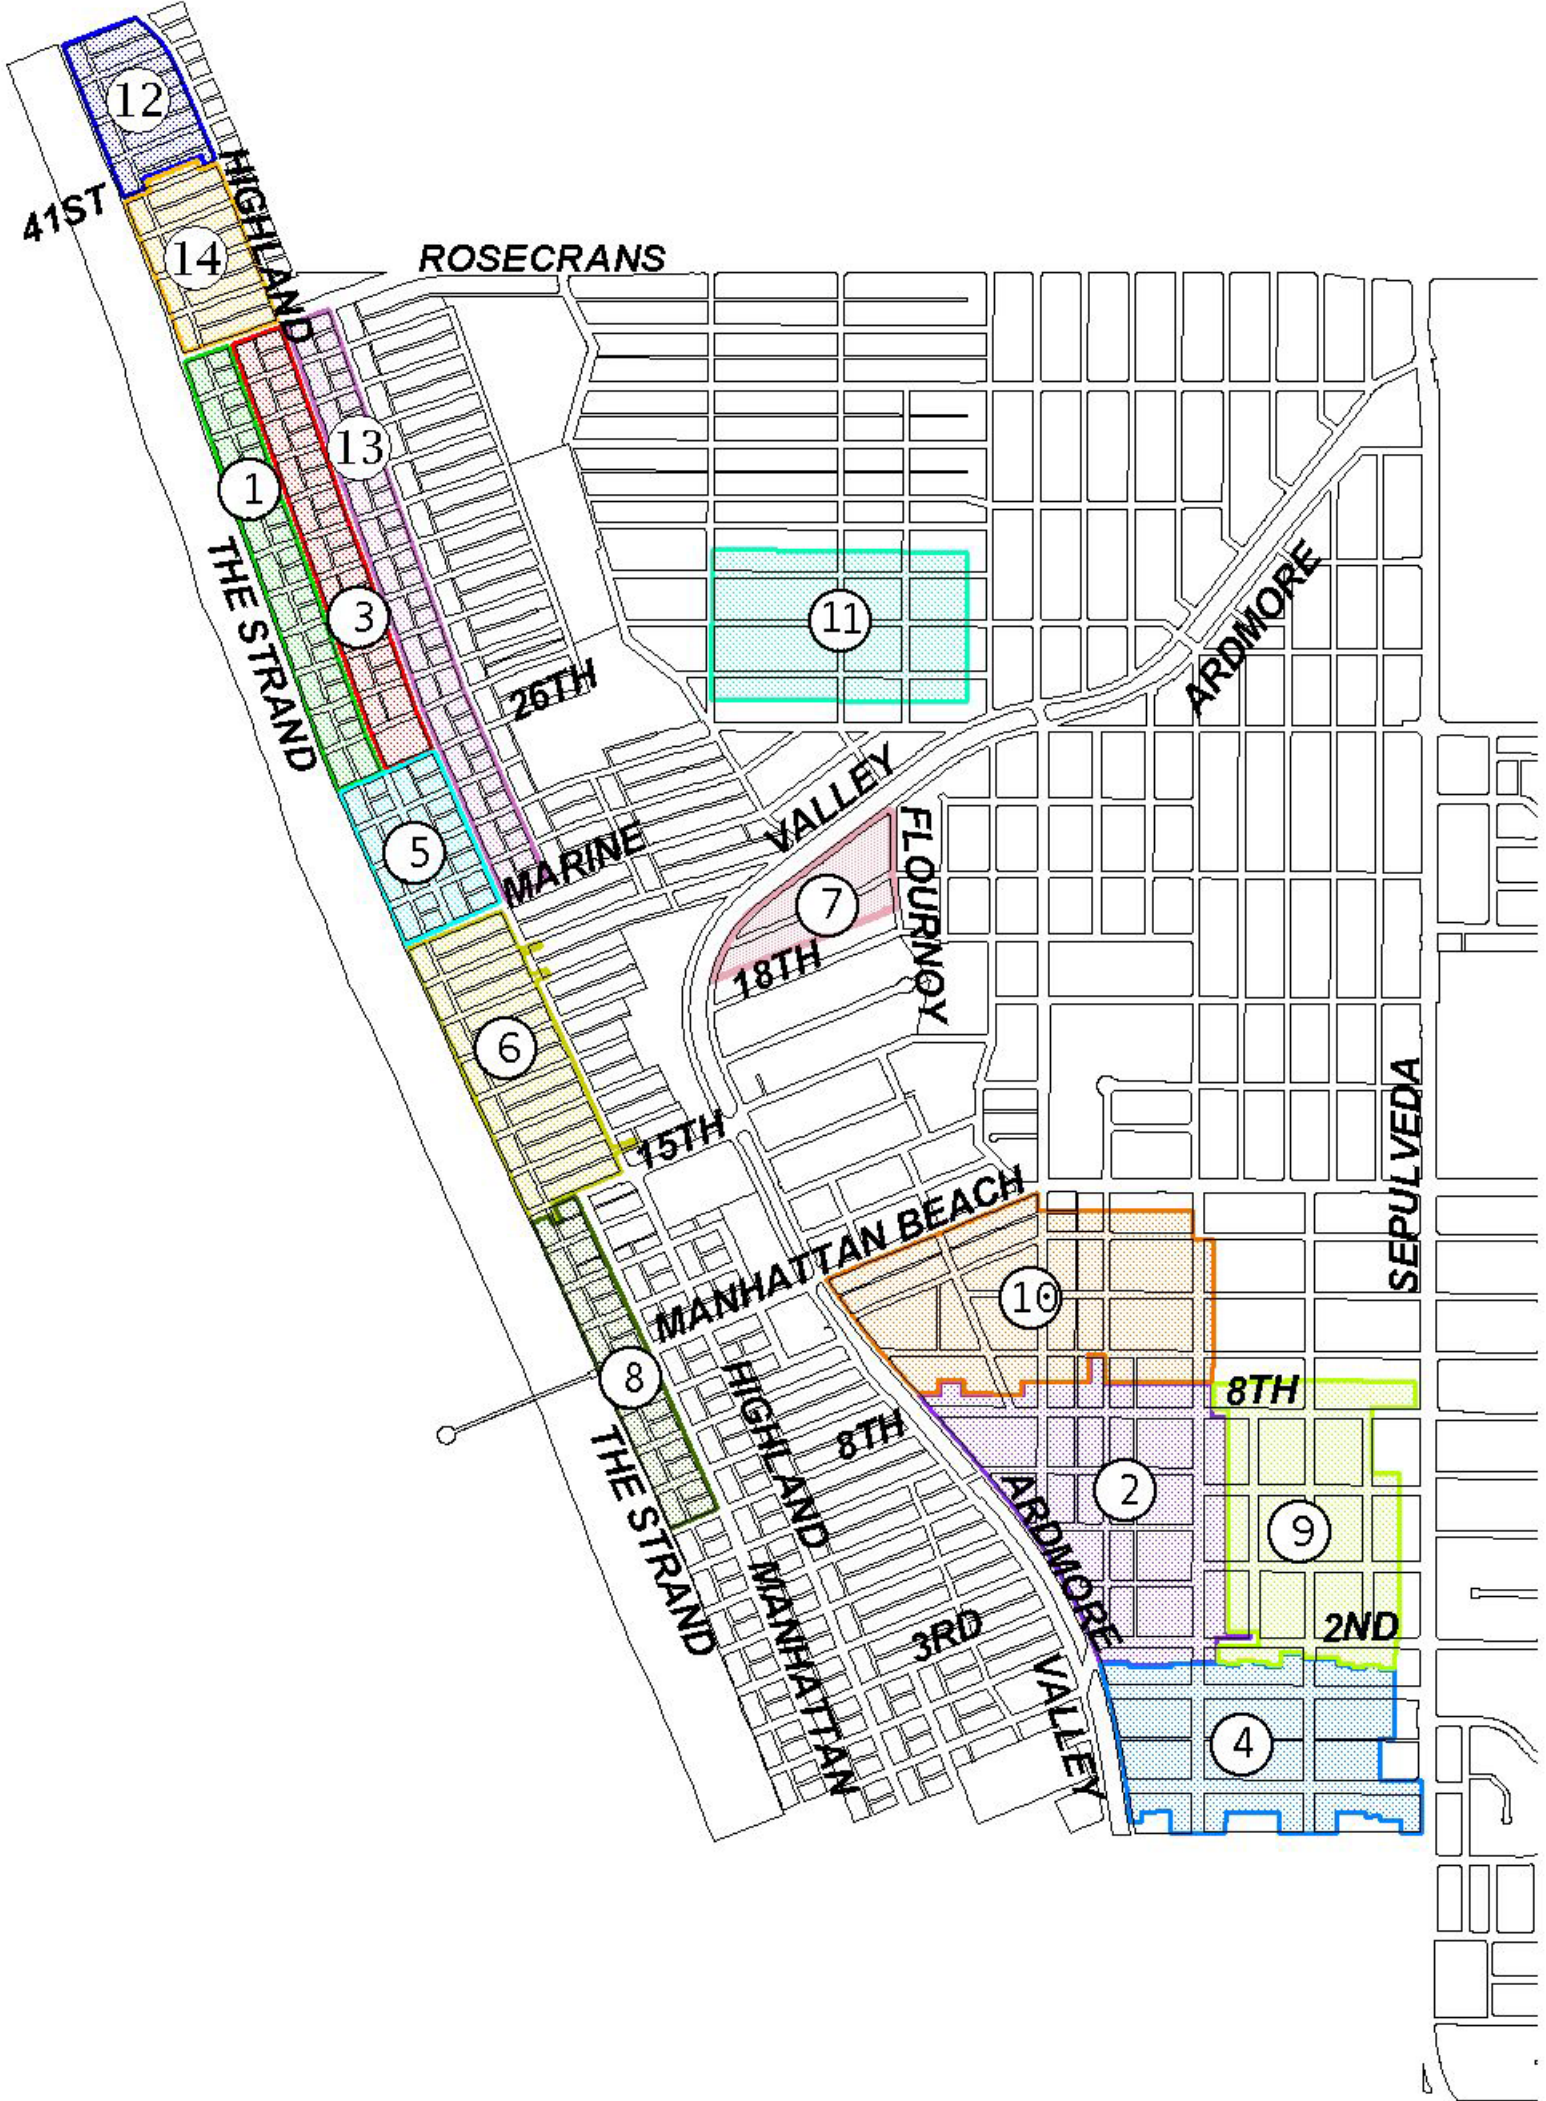 12
41ST
HIGHLAND
14
ROSECRANS
13
1
3
THE STRAND
11
ARDMORE
26TH
VALLEY
5
MARINE
7
FLOURNOY
18TH
6
15TH
SEPULVEDA
MANHATTAN BEACH
10
8
HIGHLAND
8TH
8TH
2
9
THE STRAND
ARDMORE
MANHATTAN
3RD
2ND
VALLEY
4